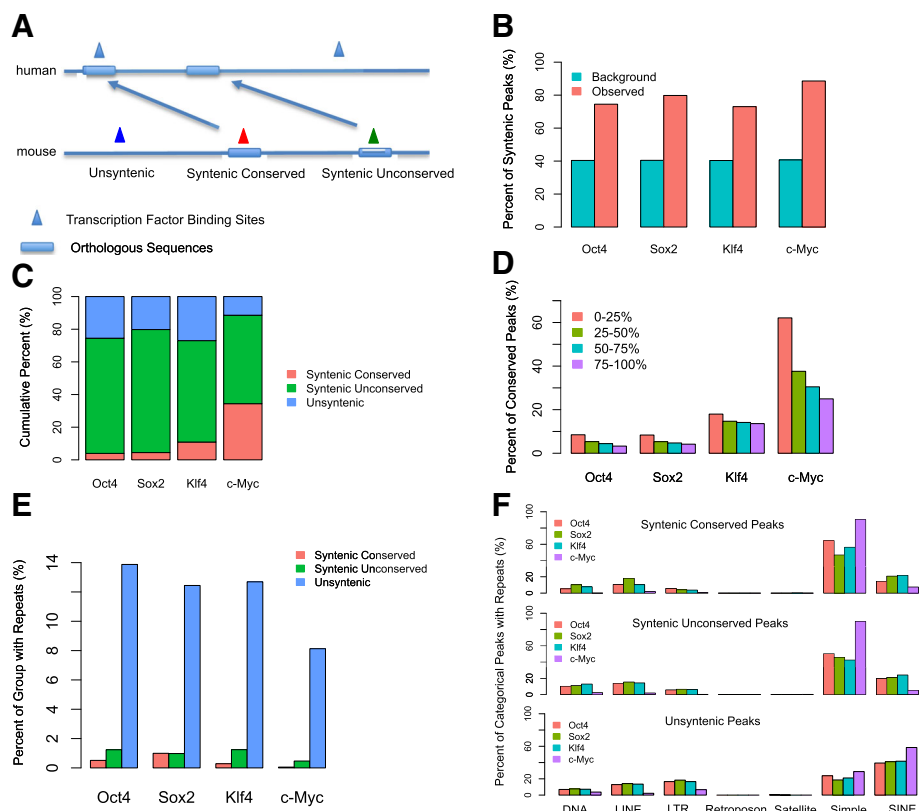 A
human
mouse
Unsyntenic
Syntenic Conserved
Syntenic Unconserved
Transcription Factor Binding Sites
Orthologous Sequences
B
Percent of Syntenic Peaks (%)
0
20
40
60
80
100
Background
Observed
Oct4
Sox2
Klf4
c-Myc
C
Cumulative Percent (%)
0
20
40
60
80
100
Syntenic Conserved
Syntenic Unconserved
Unsyntenic
Oct4
Sox2
Klf4
c-Myc
D
Percent of Conserved Peaks (%)
0
20
40
60
0-25%
25-50%
50-75%
75-100%
Oct4
Sox2
Klf4
c-Myc
E
Percent of Group with Repeats (%)
0
2
4
6
8
10
14
Syntenic Conserved
Syntenic Unconserved
Unsyntenic
Oct4
Sox2
Klf4
c-Myc
F
Percent of Categorical Peaks with Repeats (%)
Syntenic Conserved Peaks
0
20
60
100
Oct4
Sox2
Klf4
c-Myc
Syntenic Unconserved Peaks
0
20
60
100
Oct4
Sox2
Klf4
c-Myc
Unsyntenic Peaks
0
20
60
100
Oct4
Sox2
Klf4
c-Myc
DNA
LINE
LTR
Retroposon
Satellite
Simple
SINE